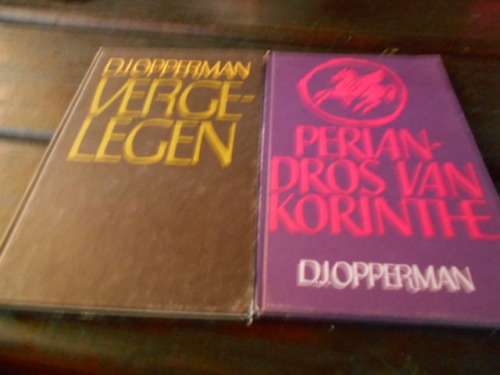 D.J. OPPERMAN
VERGE-
LEGEN
PERIAN-
DROS VAN
KORINTHE
D.J. OPPERMAN